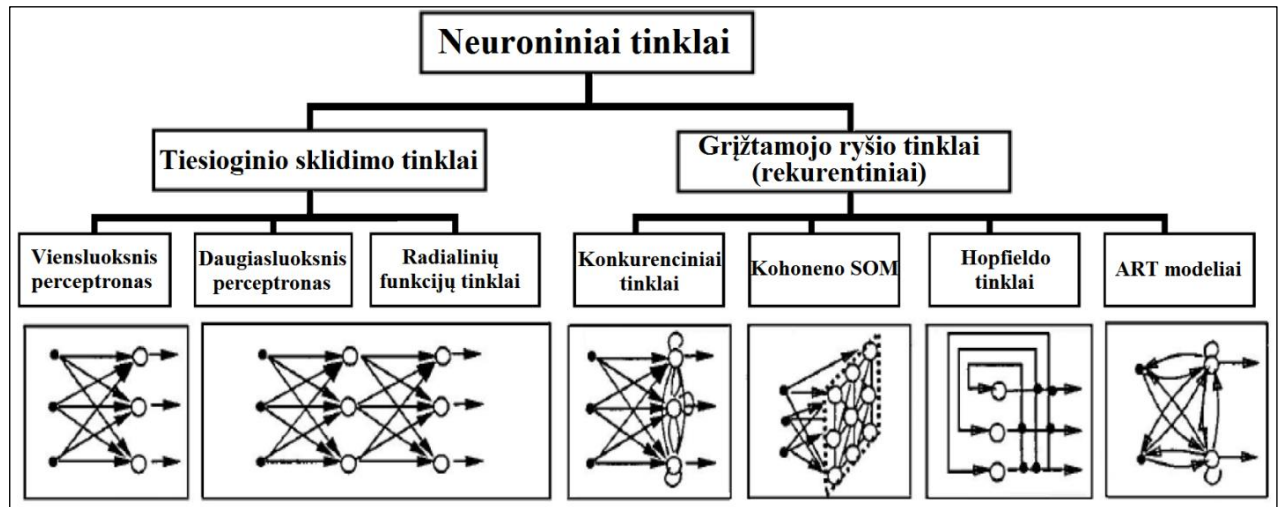 Neuroniniai tinklai
Tiesioginio sklidimo tinklai
Grįžtamojo ryšio tinklai
(rekurentiniai)
Viensluoksnis
perceptronas
Daugiasluoksnis
perceptronas
Radialinių
funkcijų tinklai
Konkurenciniai
tinklai
Kohoneno SOM
Hopfieldo
tinklai
ART modeliai